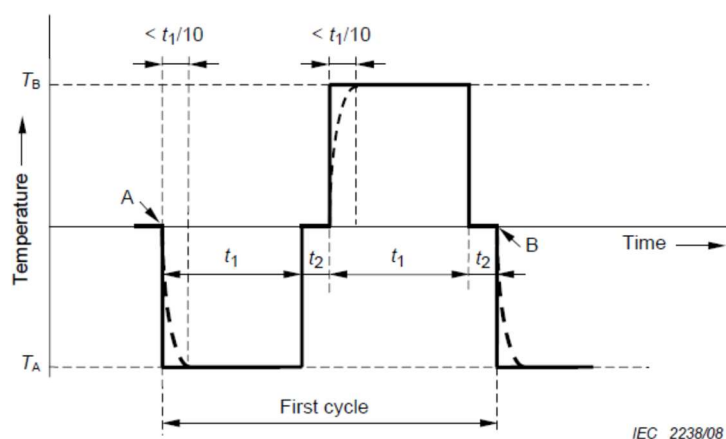 < t1/10
< t1/10
TB
Temperature
A
t1
t2
t1
t2
B
Time
TA
First cycle
IEC 2238/08